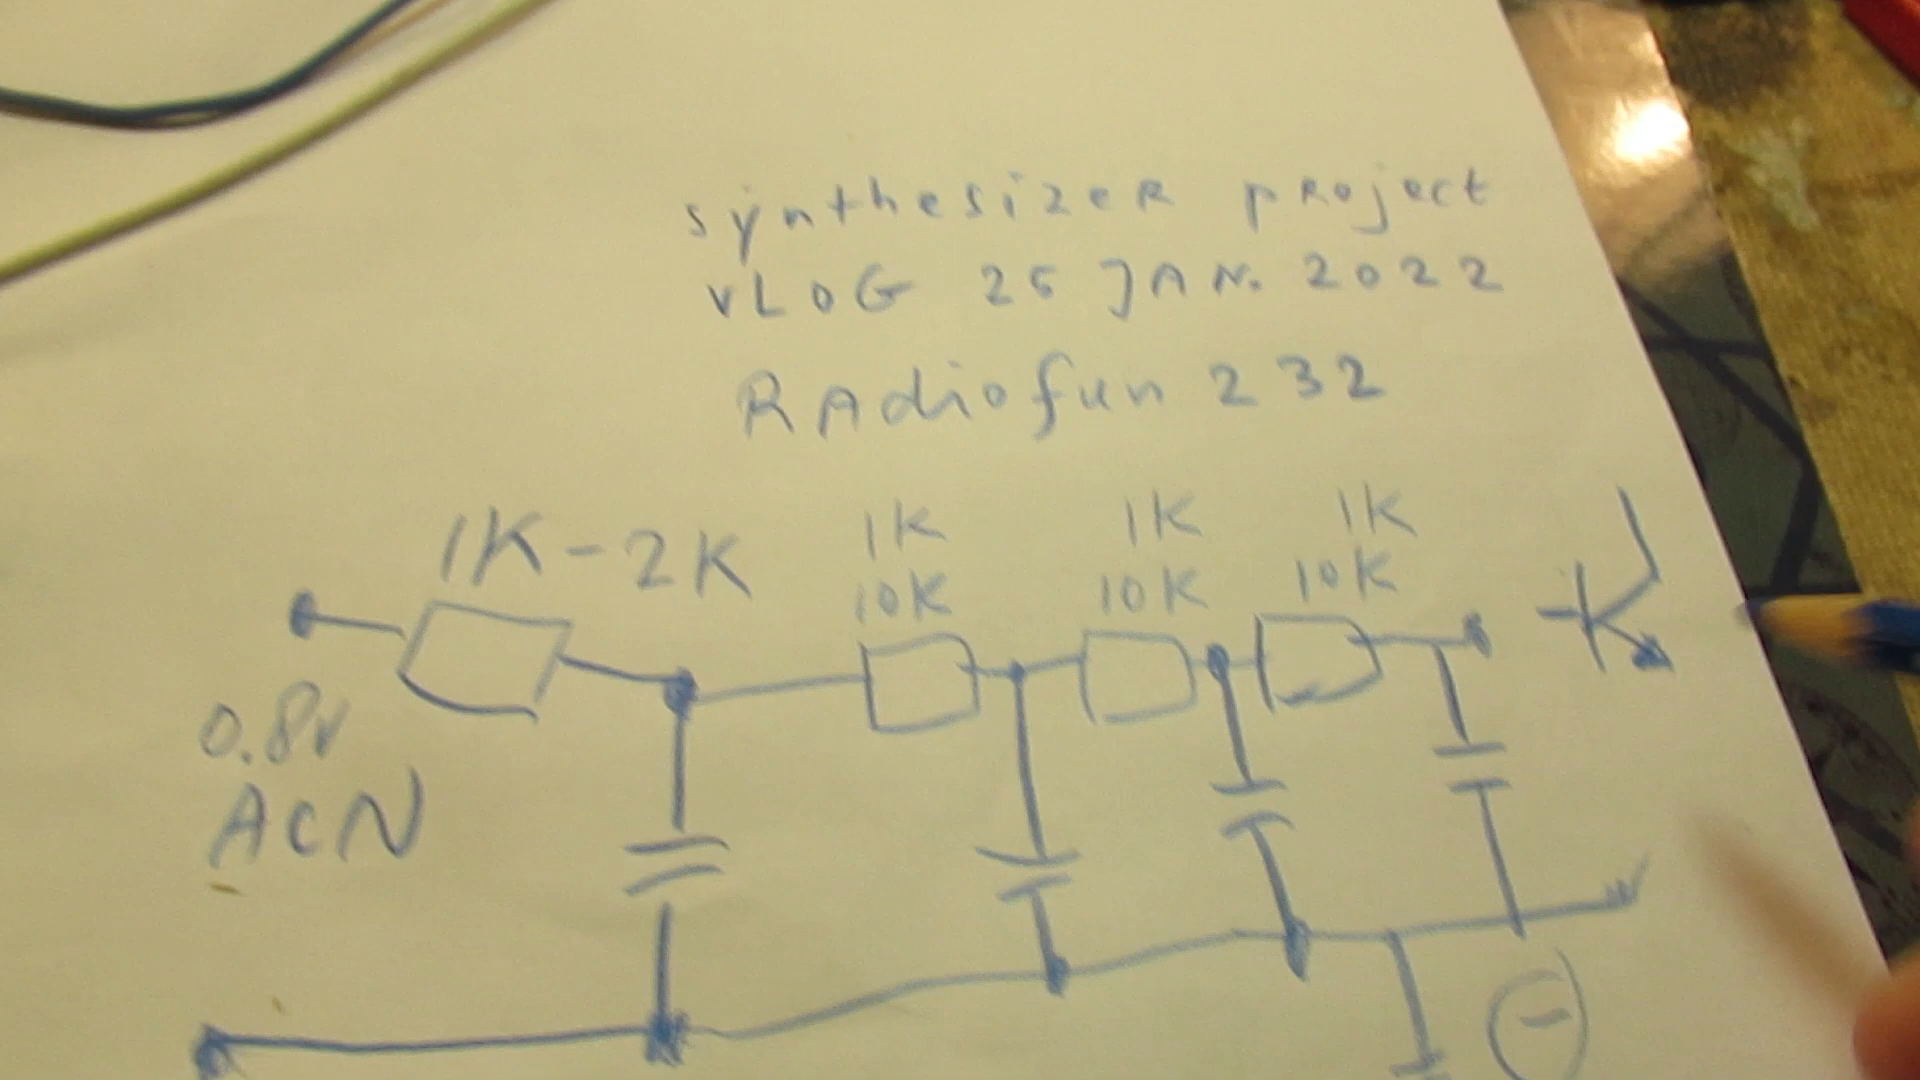 synthesizeR pRoject
vLOG 25 JAN. 2022
RAdiofun 232
1K-2K 1K 1K 1K
10K 10K 10K
0.8v
ACN